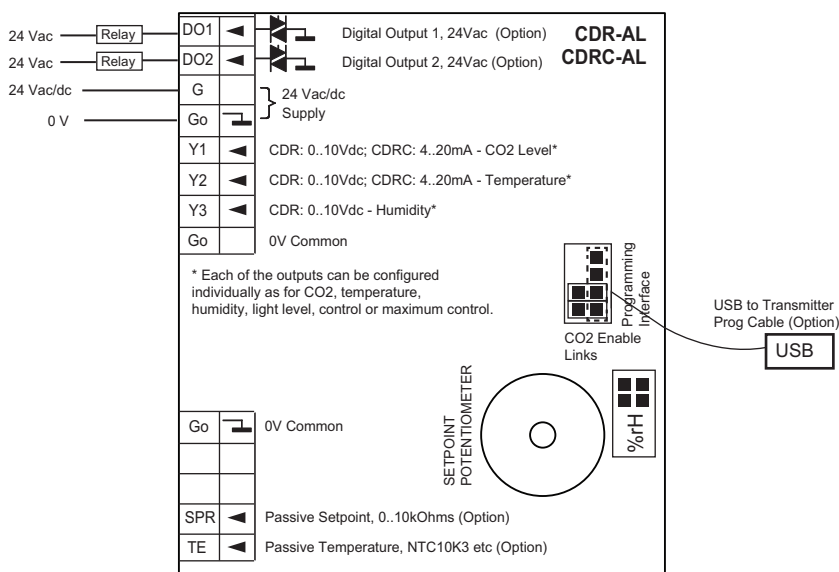 24 Vac
Relay
DO1
Digital Output 1, 24Vac (Option)
CDR-AL
24 Vac
Relay
DO2
Digital Output 2, 24Vac (Option)
CDRC-AL
24 Vac/dc
G
24 Vac/dc
Supply
0 V
Go
Y1
CDR: 0..10Vdc; CDRC: 4..20mA - CO2 Level*
Y2
CDR: 0..10Vdc; CDRC: 4..20mA - Temperature*
Y3
CDR: 0..10Vdc - Humidity*
Go
0V Common
* Each of the outputs can be configured
individually as for CO2, temperature,
humidity, light level, control or maximum control.
Programming
Interface
CO2 Enable
Links
USB to Transmitter
Prog Cable (Option)
USB
SETPOINT
POTENTIOMETER
%rH
Go
0V Common
SPR
Passive Setpoint, 0..10kOhms (Option)
TE
Passive Temperature, NTC10K3 etc (Option)